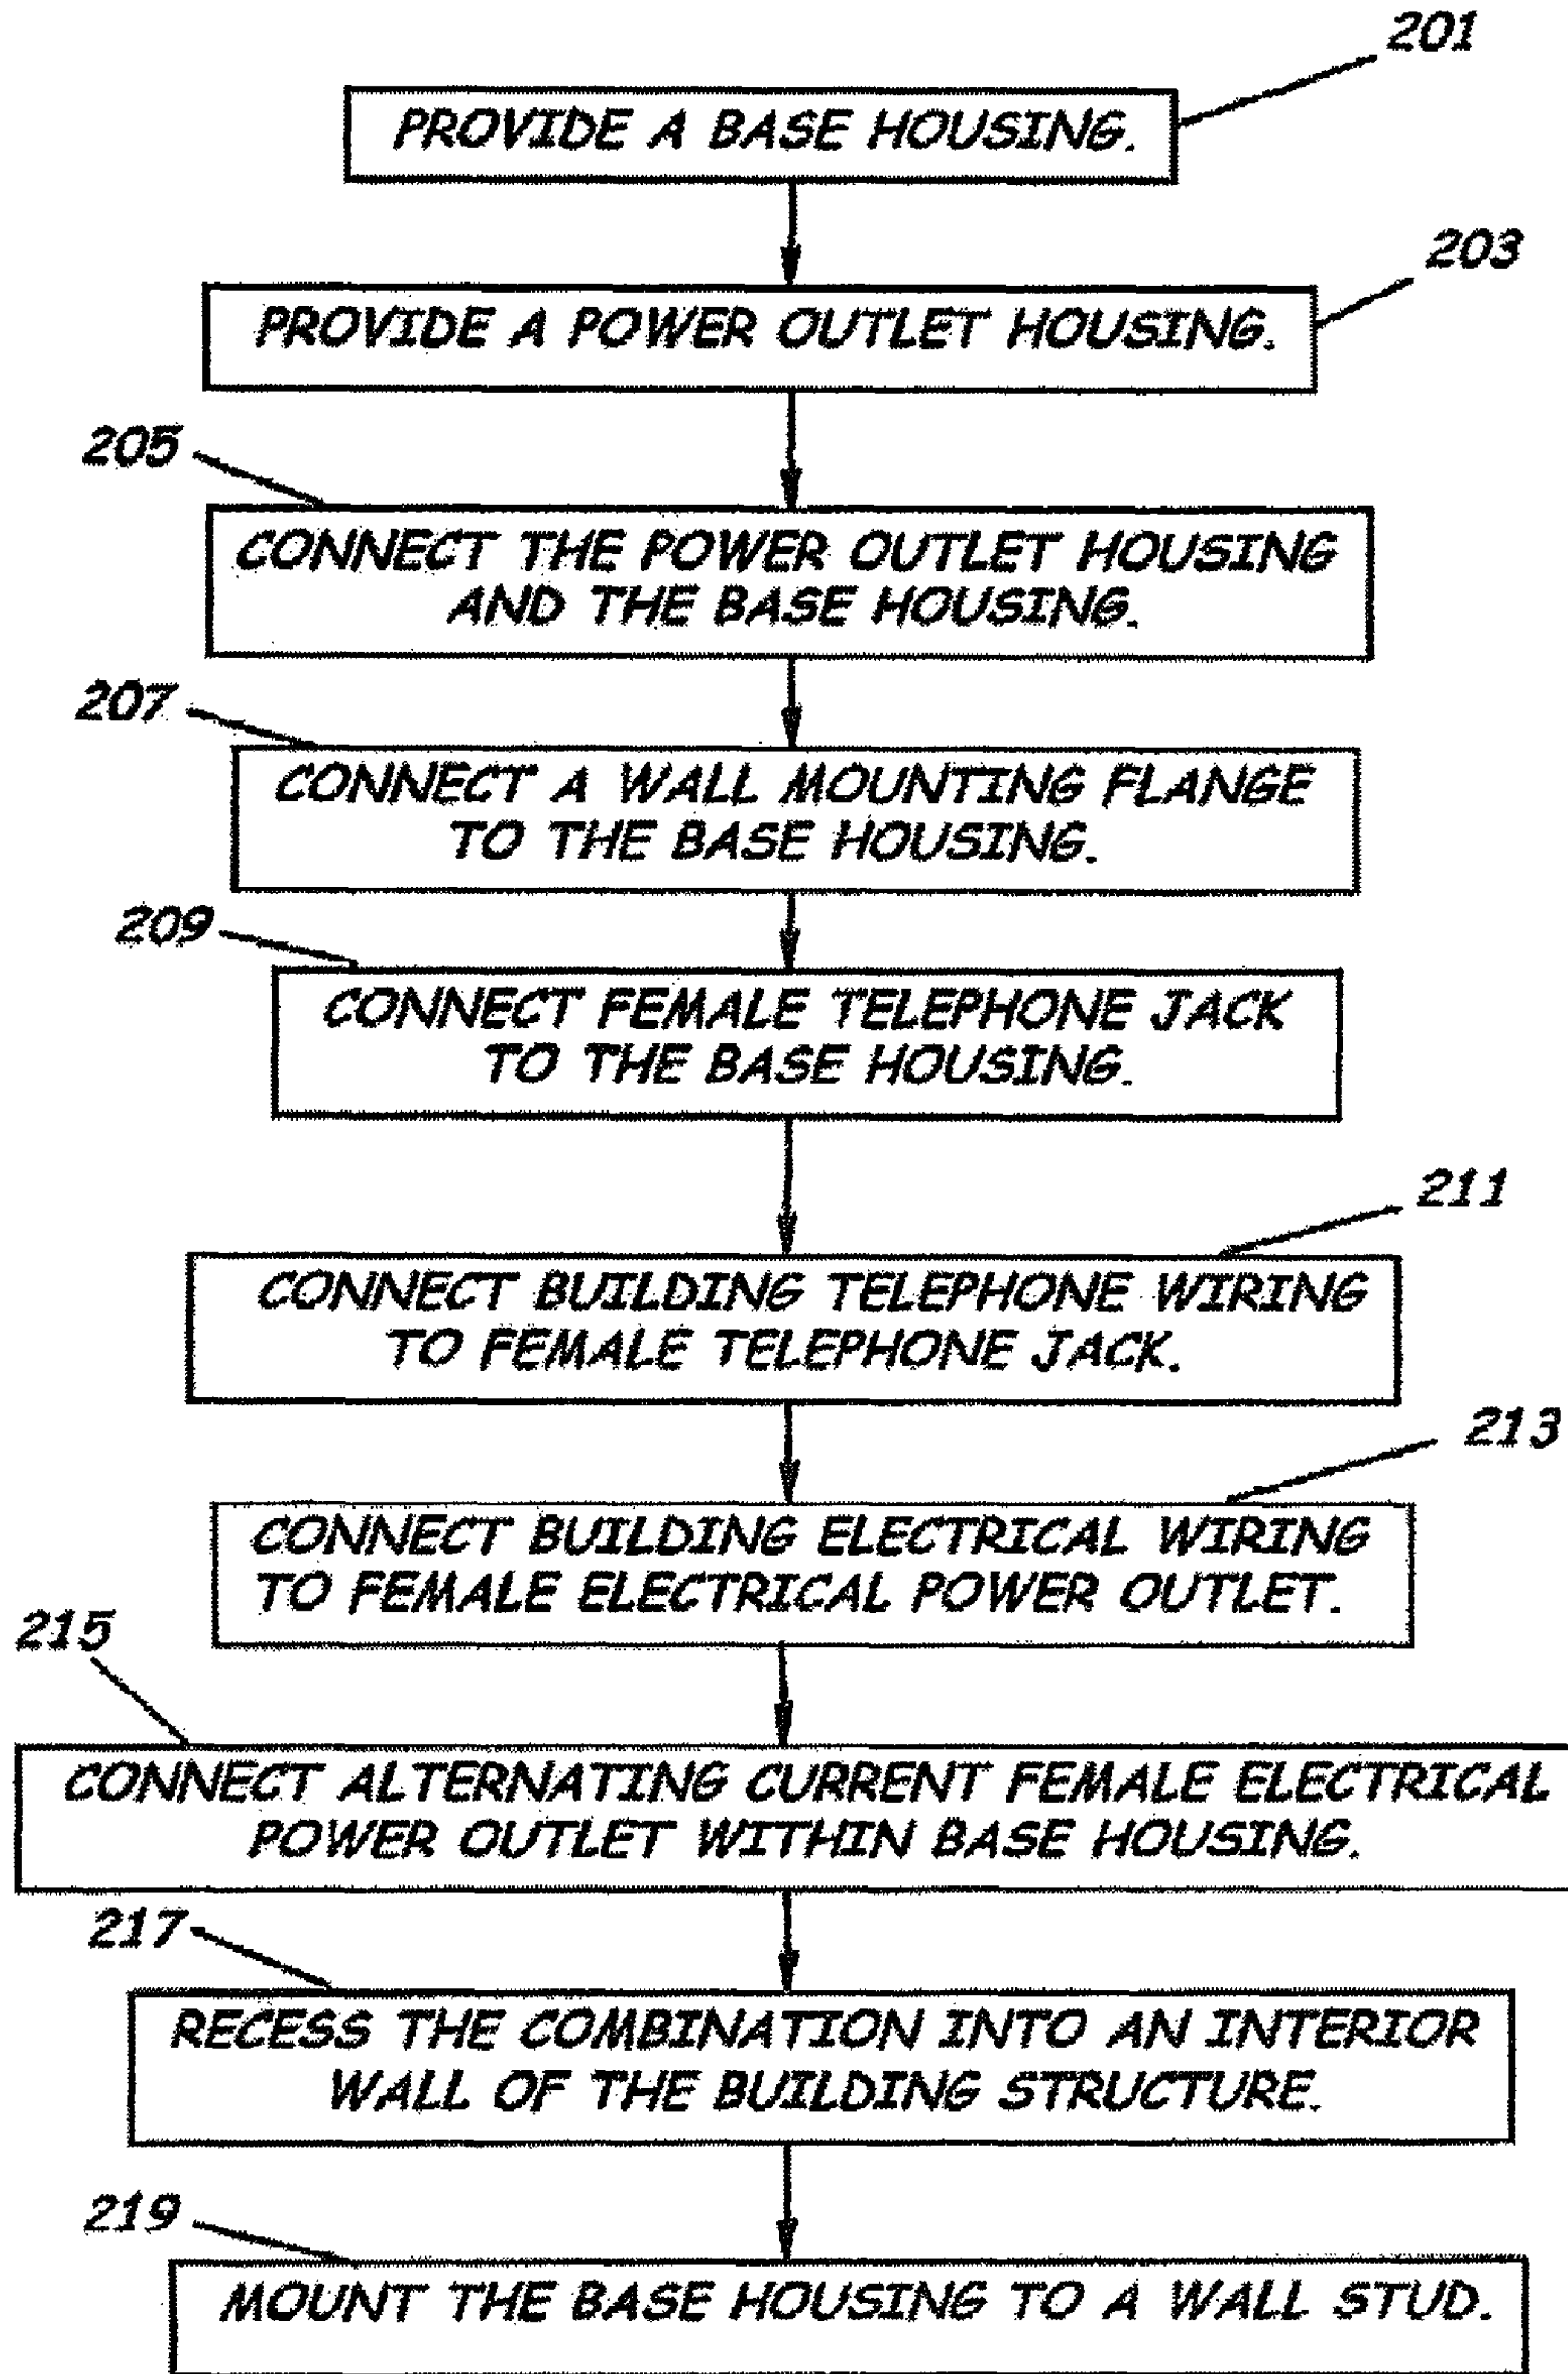 201
PROVIDE A BASE HOUSING.
203
PROVIDE A POWER OUTLET HOUSING.
205
CONNECT THE POWER OUTLET HOUSING
AND THE BASE HOUSING.
207
CONNECT A WALL MOUNTING FLANGE
TO THE BASE HOUSING.
209
CONNECT FEMALE TELEPHONE JACK
TO THE BASE HOUSING.
211
CONNECT BUILDING TELEPHONE WIRING
TO FEMALE TELEPHONE JACK.
213
CONNECT BUILDING ELECTRICAL WIRING
TO FEMALE ELECTRICAL POWER OUTLET.
215
CONNECT ALTERNATING CURRENT FEMALE ELECTRICAL
POWER OUTLET WITHIN BASE HOUSING.
217
RECESS THE COMBINATION INTO AN INTERIOR
WALL OF THE BUILDING STRUCTURE.
219
MOUNT THE BASE HOUSING TO A WALL STUD.